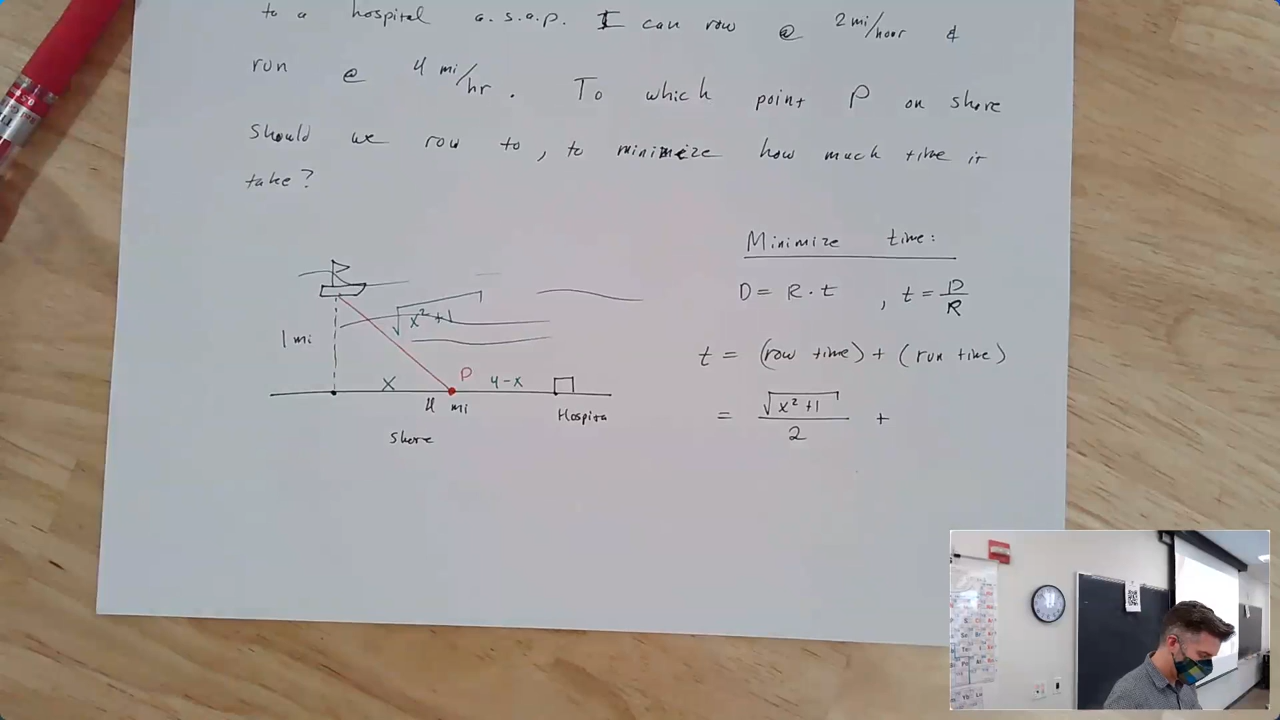 to a hospital a.s.a.p. I can row @ 2 mi/hour &
run @ 4 mi/hr. To which point P on shore
should we row to, to minimize how much time it
take?
Minimize time:
D = R·t , t = D/R
1 mi
√x²+1
x
P
4-x
4 mi
Hospita
shore
t = (row time) + (run time)
= √x²+1 / 2 +